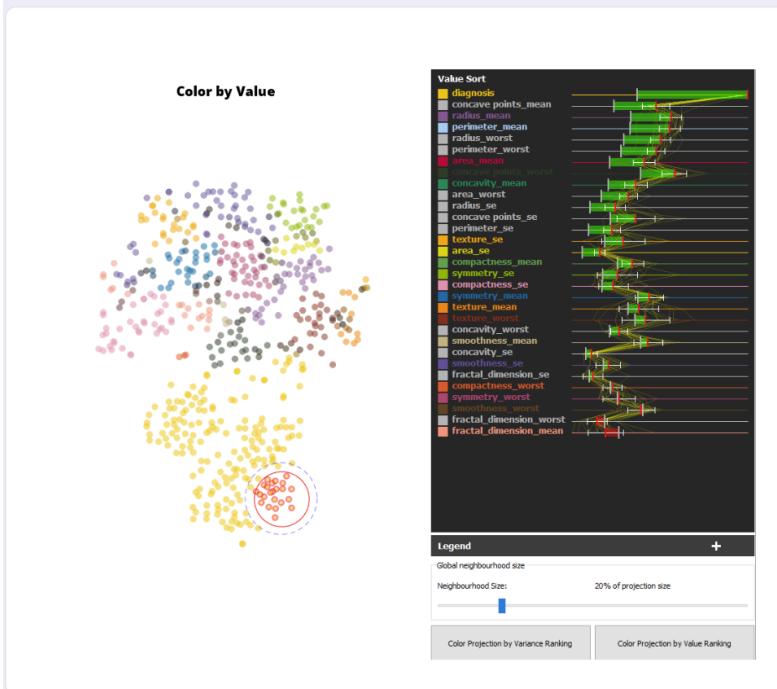 Color by Value
Value Sort
diagnosis
concave points_mean
radius_mean
perimeter_mean
radius_worst
perimeter_worst
area_mean
concave points_worst
concavity_mean
area_worst
radius_se
concave points_se
perimeter_se
texture_se
area_se
compactness_mean
symmetry_se
compactness_se
symmetry_mean
texture_mean
texture_worst
concavity_worst
smoothness_mean
concavity_se
smoothness_se
fractal_dimension_se
compactness_worst
symmetry_worst
smoothness_worst
fractal_dimension_worst
fractal_dimension_mean
Legend +
Global neighbourhood size
Neighbourhood Size: 20% of projection size
Color Projection by Variance Ranking Color Projection by Value Ranking